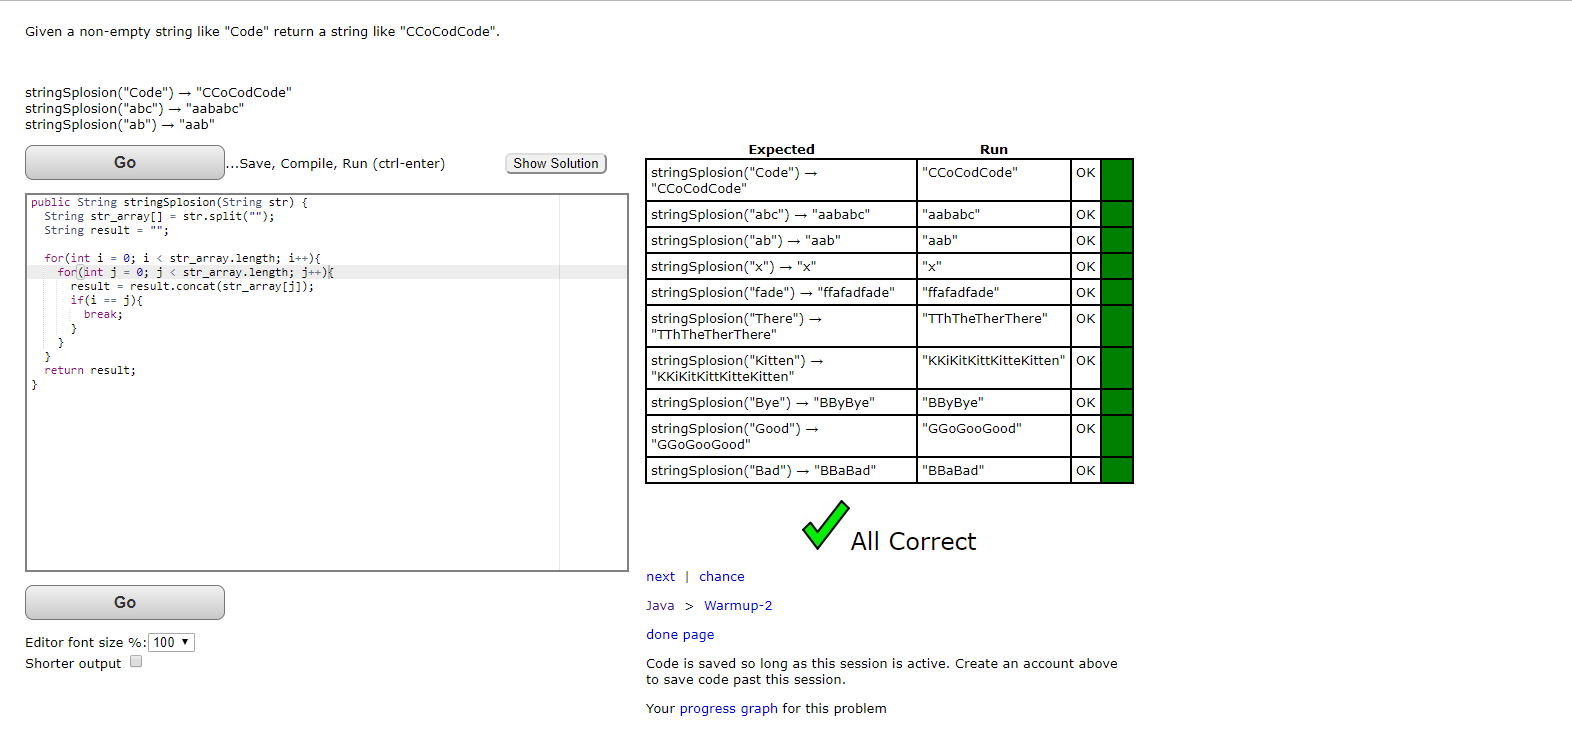 Given a non-empty string like "Code" return a string like "CCoCodCode".
stringSplosion("Code") → "CCoCodCode"
stringSplosion("abc") → "aababc"
stringSplosion("ab") → "aab"
Go
...Save, Compile, Run (ctrl-enter)
Show Solution
public String stringSplosion(String str) {
  String str_array[] = str.split("");
  String result = "";
  for(int i = 0; i < str_array.length; i++){
    for(int j = 0; j < str_array.length; j++){
      result = result.concat(str_array[j]);
      if(i == j){
        break;
      }
    }
  }
  return result;
}
Go
Editor font size %: 100
Shorter output
Expected Run
stringSplosion("Code") → "CCoCodCode" OK
"CCoCodCode"
stringSplosion("abc") → "aababc" "aababc" OK
stringSplosion("ab") → "aab" "aab" OK
stringSplosion("x") → "x" "x" OK
stringSplosion("fade") → "ffafadfade" "ffafadfade" OK
stringSplosion("There") → "TThTheTherThere" OK
"TThTheTherThere"
stringSplosion("Kitten") → "KKiKitKittKitteKitten" OK
"KKiKitKittKitteKitten"
stringSplosion("Bye") → "BByBye" "BByBye" OK
stringSplosion("Good") → "GGoGooGood" OK
"GGoGooGood"
stringSplosion("Bad") → "BBaBad" "BBaBad" OK
All Correct
next | chance
Java > Warmup-2
done page
Code is saved so long as this session is active. Create an account above
to save code past this session.
Your progress graph for this problem